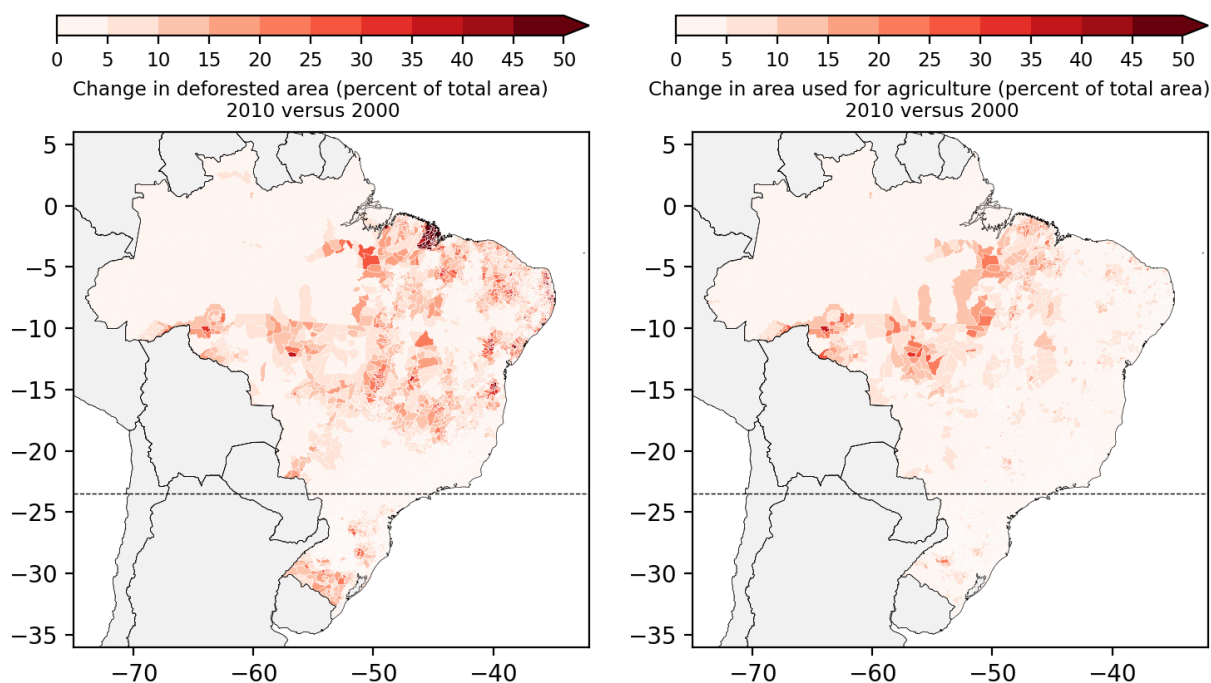 0 5 10 15 20 25 30 35 40 45 50
Change in deforested area (percent of total area)
2010 versus 2000
5
0
−5
−10
−15
−20
−25
−30
−35
−70 −60 −50 −40
0 5 10 15 20 25 30 35 40 45 50
Change in area used for agriculture (percent of total area)
2010 versus 2000
5
0
−5
−10
−15
−20
−25
−30
−35
−70 −60 −50 −40